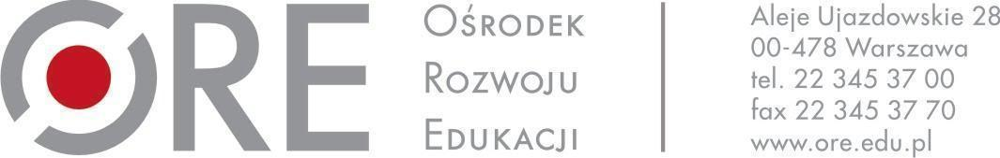 ORE
Ośrodek
Rozwoju
Edukacji
Aleje Ujazdowskie 28
00-478 Warszawa
tel. 22 345 37 00
fax 22 345 37 70
www.ore.edu.pl